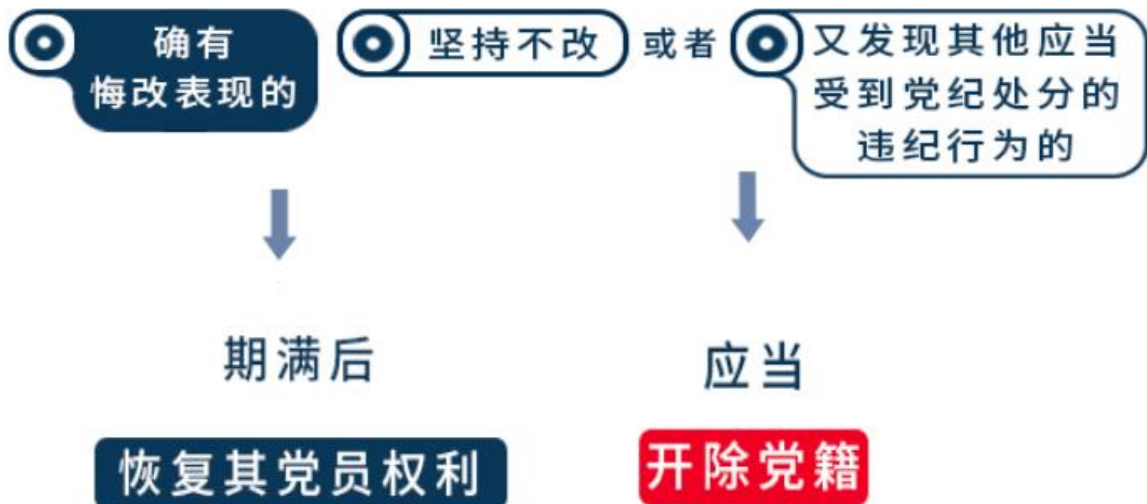 确有
悔改表现的
坚持不改
或者
又发现其他应当
受到党纪处分的
违纪行为的
期满后
应当
恢复其党员权利
开除党籍